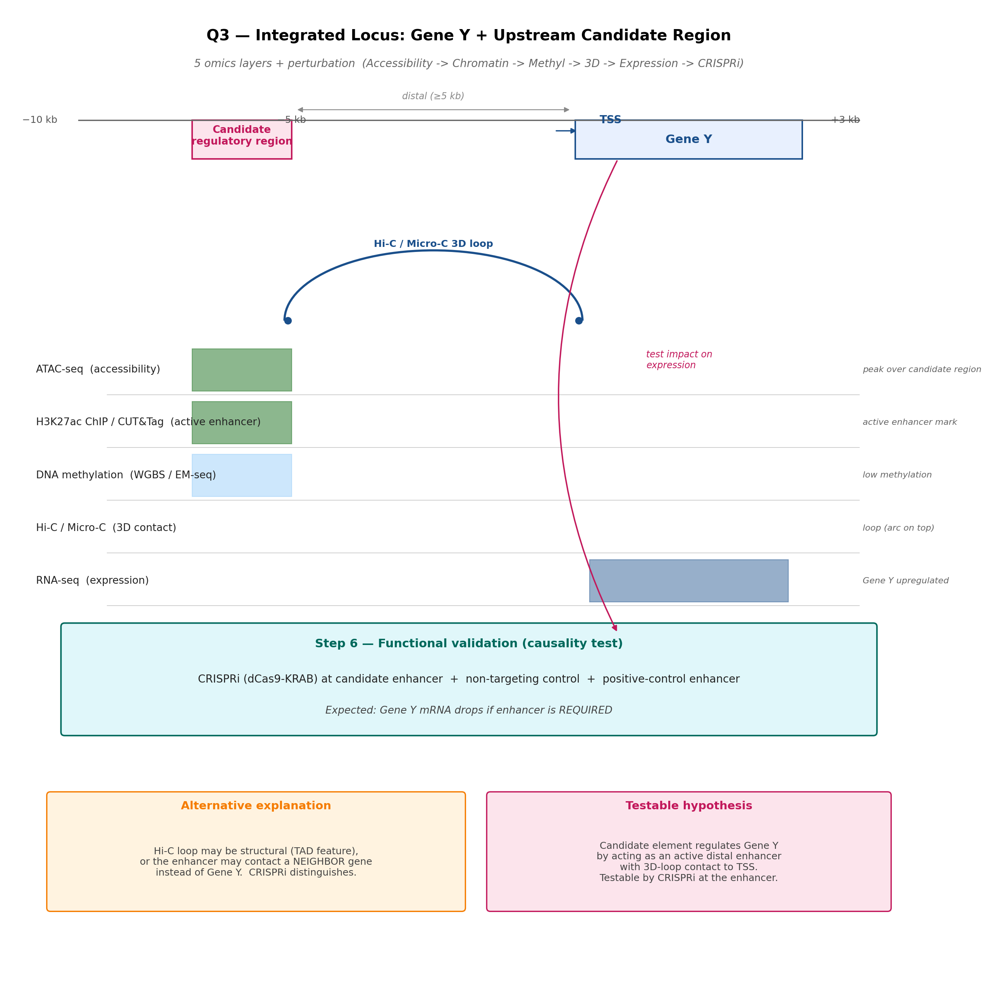 Q3 — Integrated Locus: Gene Y + Upstream Candidate Region
5 omics layers + perturbation  (Accessibility -> Chromatin -> Methyl -> 3D -> Expression -> CRISPRi)
distal (≥5 kb)
−10 kb
−5 kb
TSS
+3 kb
Candidate
regulatory region
Gene Y
Hi-C / Micro-C 3D loop
test impact on
expression
ATAC-seq  (accessibility)
peak over candidate region
H3K27ac ChIP / CUT&Tag  (active enhancer)
active enhancer mark
DNA methylation  (WGBS / EM-seq)
low methylation
Hi-C / Micro-C  (3D contact)
loop (arc on top)
RNA-seq  (expression)
Gene Y upregulated
Step 6 — Functional validation (causality test)
CRISPRi (dCas9-KRAB) at candidate enhancer  +  non-targeting control  +  positive-control enhancer
Expected: Gene Y mRNA drops if enhancer is REQUIRED
Alternative explanation
Hi-C loop may be structural (TAD feature),
or the enhancer may contact a NEIGHBOR gene
instead of Gene Y.  CRISPRi distinguishes.
Testable hypothesis
Candidate element regulates Gene Y
by acting as an active distal enhancer
with 3D-loop contact to TSS.
Testable by CRISPRi at the enhancer.